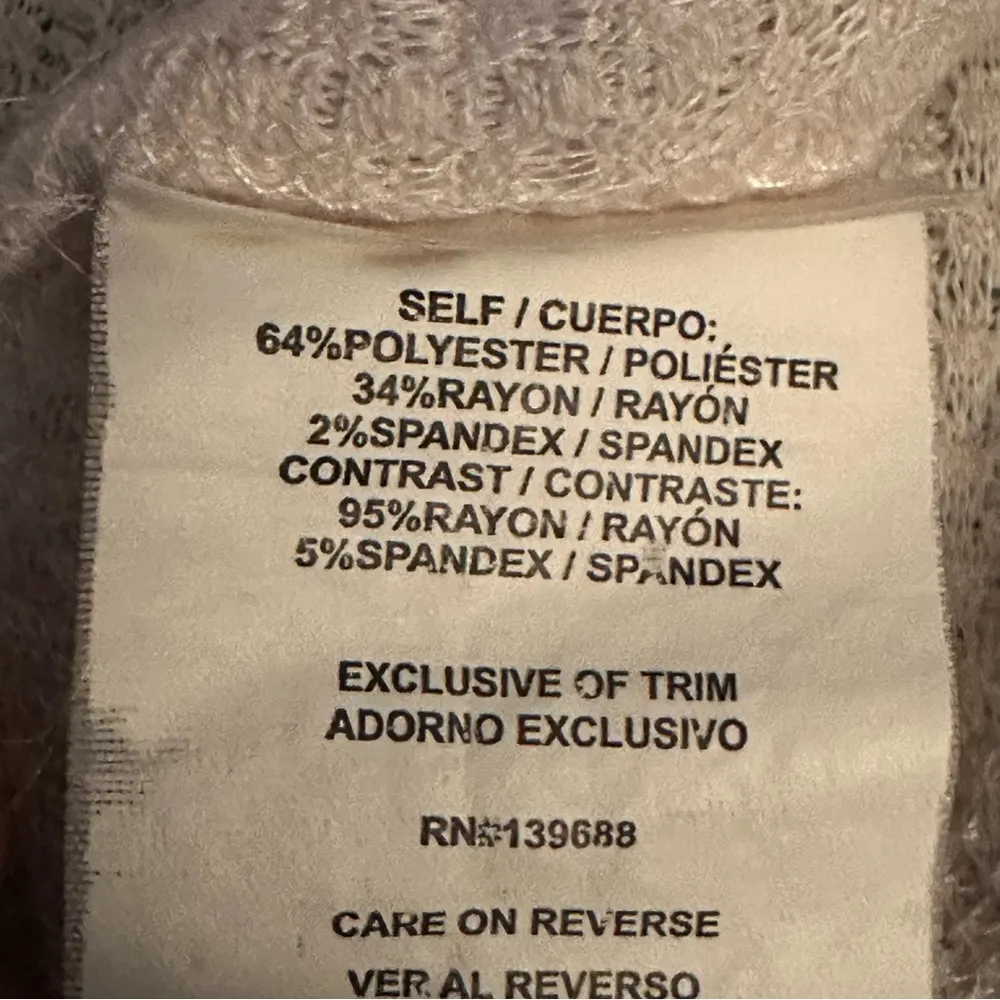 SELF / CUERPO:
64%POLYESTER / POLIÉSTER
34%RAYON / RAYÓN
2%SPANDEX / SPANDEX
CONTRAST / CONTRASTE:
95%RAYON / RAYÓN
5%SPANDEX / SPANDEX
EXCLUSIVE OF TRIM
ADORNO EXCLUSIVO
RN#139688
CARE ON REVERSE
VER AL REVERSO